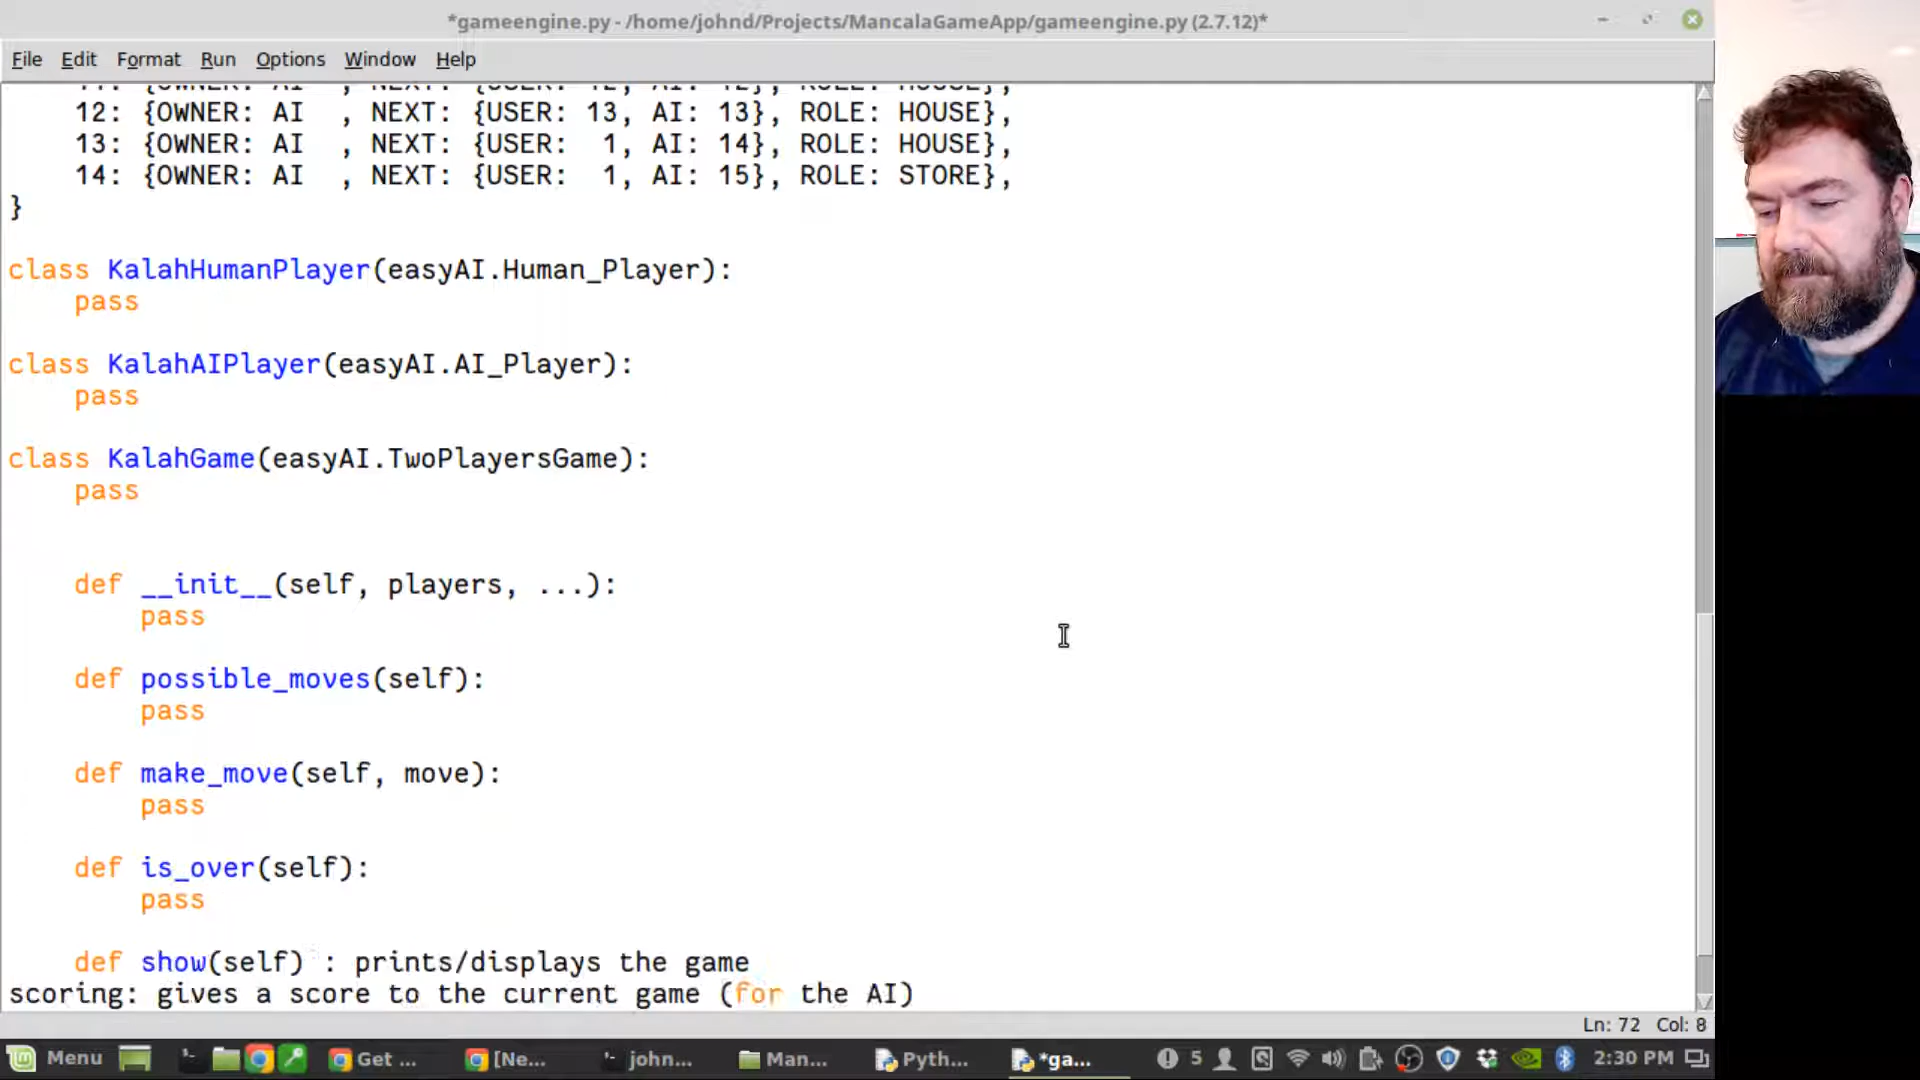 *gameengine.py - /home/johnd/Projects/MancalaGameApp/gameengine.py (2.7.12)*
File Edit Format Run Options Window Help
12: {OWNER: AI  , NEXT: {USER: 13, AI: 13}, ROLE: HOUSE},
13: {OWNER: AI  , NEXT: {USER:  1, AI: 14}, ROLE: HOUSE},
14: {OWNER: AI  , NEXT: {USER:  1, AI: 15}, ROLE: STORE},
}
class KalahHumanPlayer(easyAI.Human_Player):
pass
class KalahAIPlayer(easyAI.AI_Player):
pass
class KalahGame(easyAI.TwoPlayersGame):
pass
def __init__(self, players, ...):
pass
def possible_moves(self):
pass
def make_move(self, move):
pass
def is_over(self):
pass
def show(self) : prints/displays the game
scoring: gives a score to the current game (for the AI)
Ln: 72 Col: 8
Menu Get ... [Ne... john... Man... Pyth... *ga... 5 2:30 PM